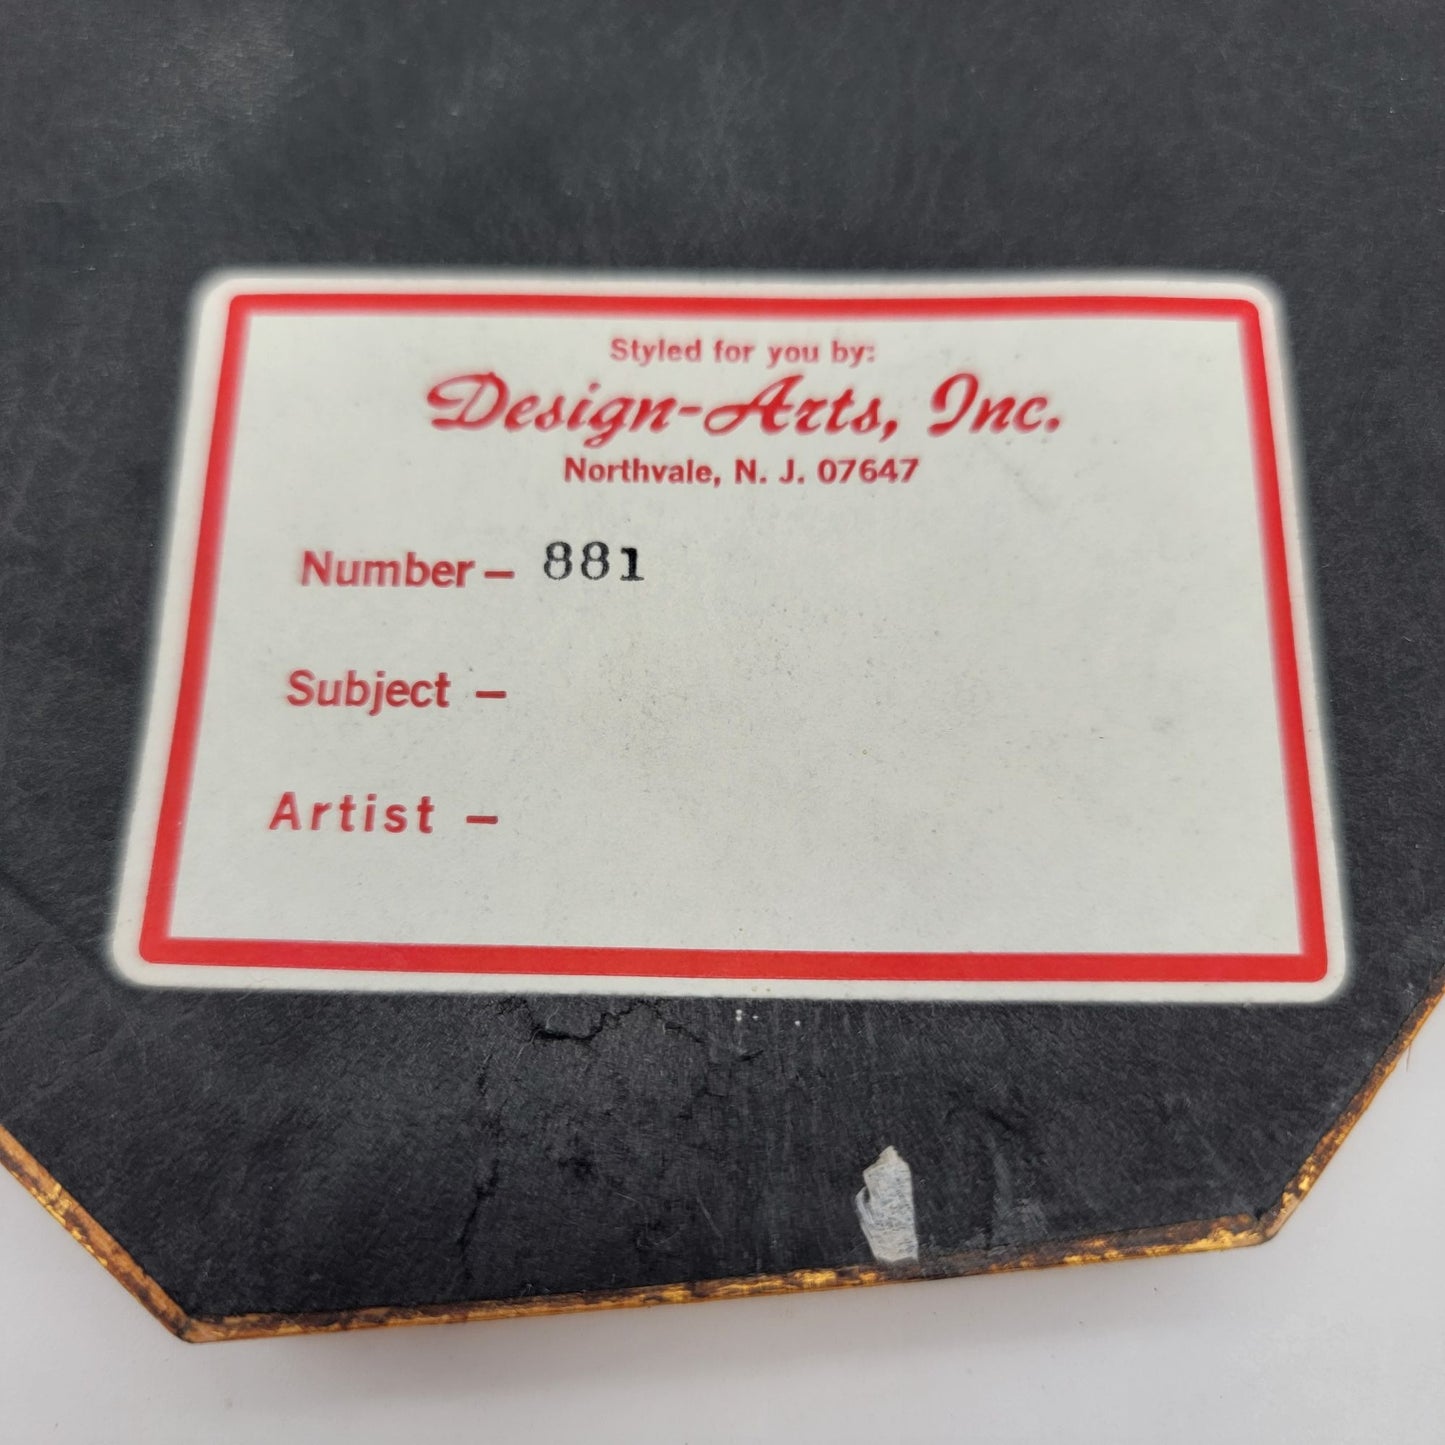 Styled for you by:
Design-Arts, Inc.
Northvale, N. J. 07647
Number – 881
Subject –
Artist –